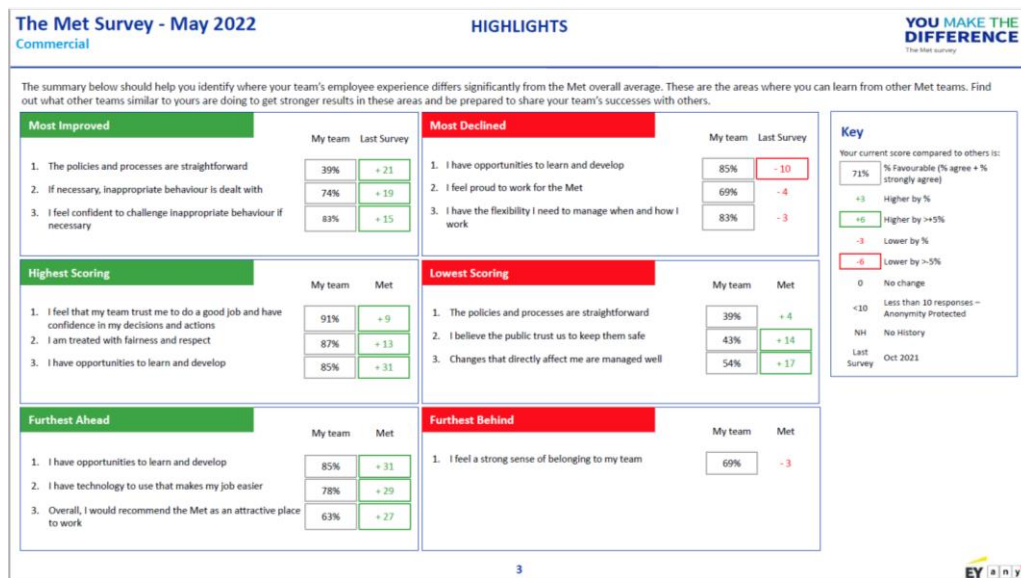 The Met Survey - May 2022
Commercial
HIGHLIGHTS
YOU MAKE THE
DIFFERENCE
The Met survey
The summary below should help you identify where your team's employee experience differs significantly from the Met overall average. These are the areas where you can learn from other Met teams. Find
out what other teams similar to yours are doing to get stronger results in these areas and be prepared to share your team's successes with others.
Most Improved
My team Last Survey
1. The policies and processes are straightforward 39% + 21
2. If necessary, inappropriate behaviour is dealt with 74% + 19
3. I feel confident to challenge inappropriate behaviour if
necessary 83% + 15
Most Declined
My team Last Survey
1. I have opportunities to learn and develop 85% - 10
2. I feel proud to work for the Met 69% - 4
3. I have the flexibility I need to manage when and how I
work 83% - 3
Highest Scoring
My team Met
1. I feel that my team trust me to do a good job and have
confidence in my decisions and actions 91% + 9
2. I am treated with fairness and respect 87% + 13
3. I have opportunities to learn and develop 85% + 31
Lowest Scoring
My team Met
1. The policies and processes are straightforward 39% + 4
2. I believe the public trust us to keep them safe 43% + 14
3. Changes that directly affect me are managed well 54% + 17
Furthest Ahead
My team Met
1. I have opportunities to learn and develop 85% + 31
2. I have technology to use that makes my job easier 78% + 29
3. Overall, I would recommend the Met as an attractive place
to work 63% + 27
Furthest Behind
My team Met
1. I feel a strong sense of belonging to my team 69% - 3
Key
Your current score compared to others is:
71% % Favourable (% agree + %
strongly agree)
+3 Higher by %
+6 Higher by >+5%
-3 Lower by %
-6 Lower by >-5%
0 No change
<10 Less than 10 responses –
Anonymity Protected
NH No History
Last
Survey Oct 2021
3
EY any